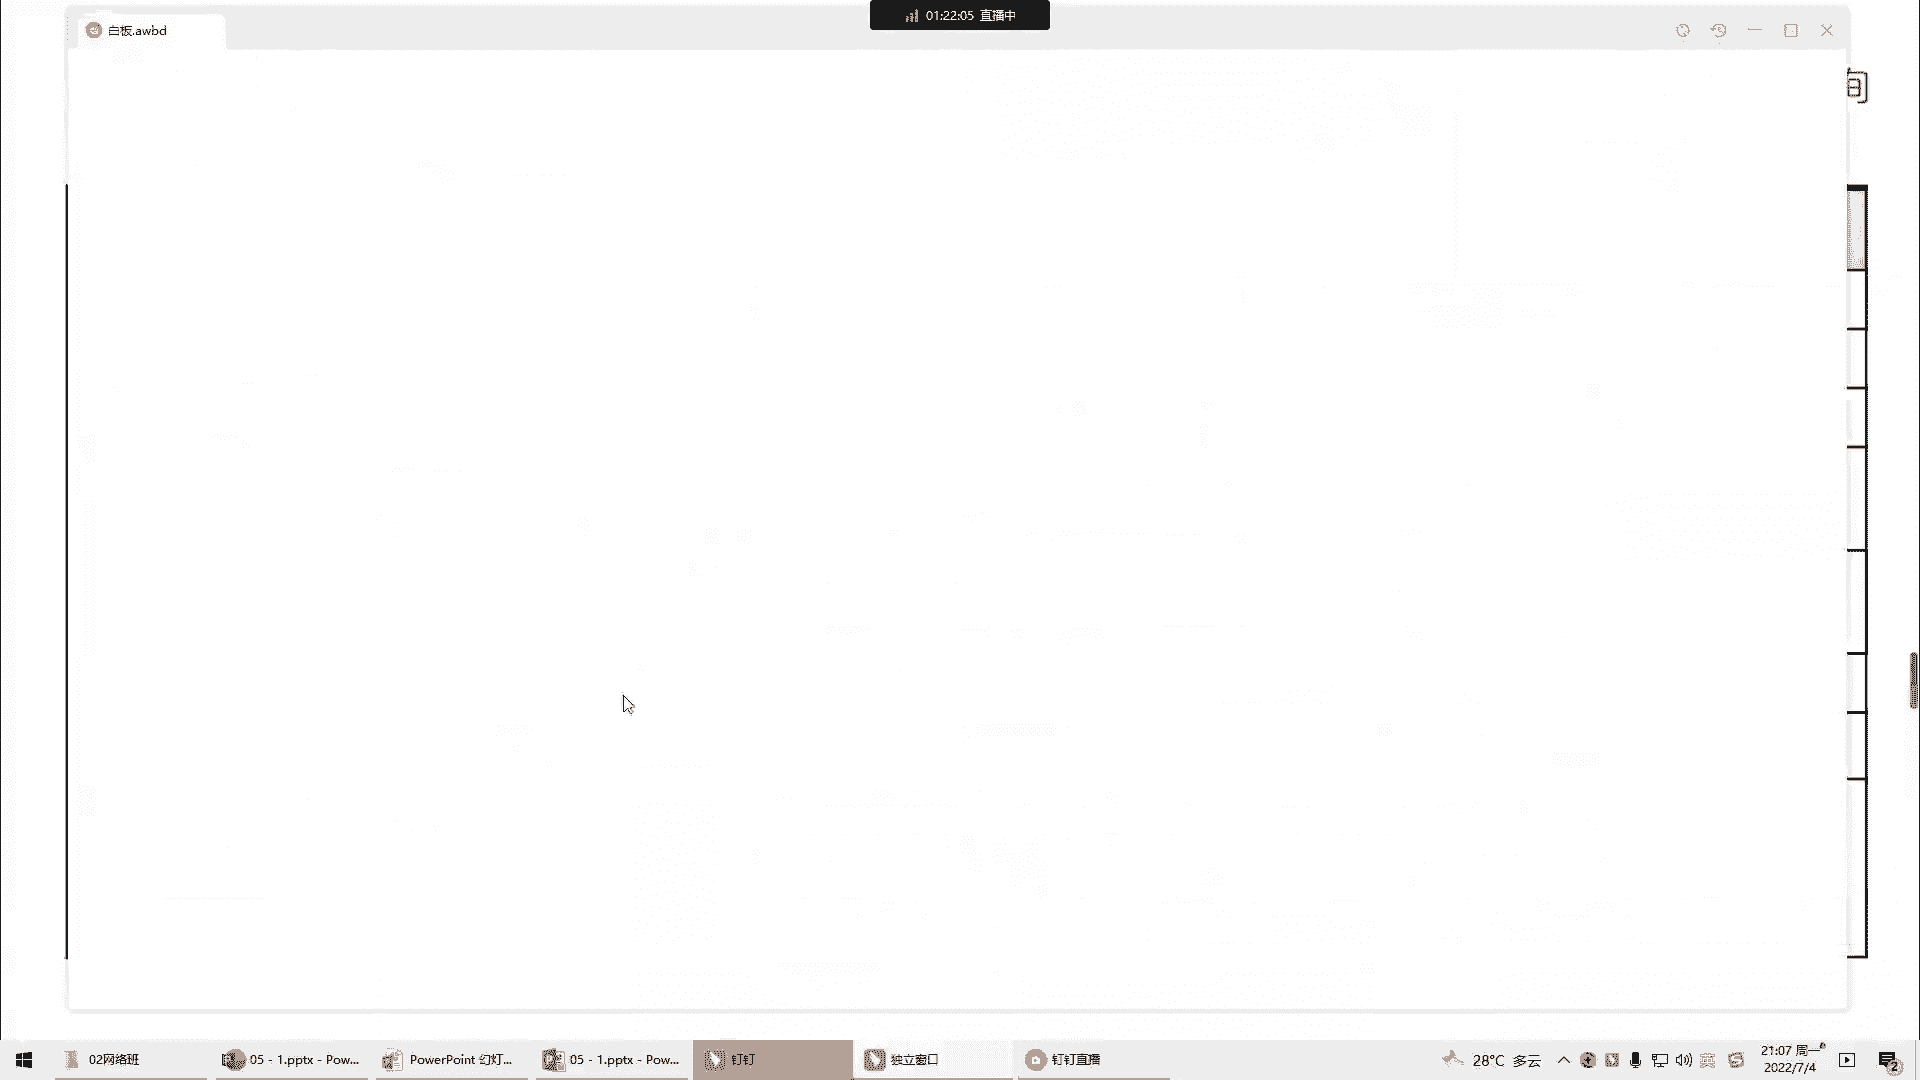 01:22:05 直播中
白板.awbd
02网络班
05 - 1.pptx - Pow...
PowerPoint 幻灯...
05 - 1.pptx - Pow...
钉钉
独立窗口
钉钉直播
28°C 多云
英
21:07 周一
2022/7/4
2